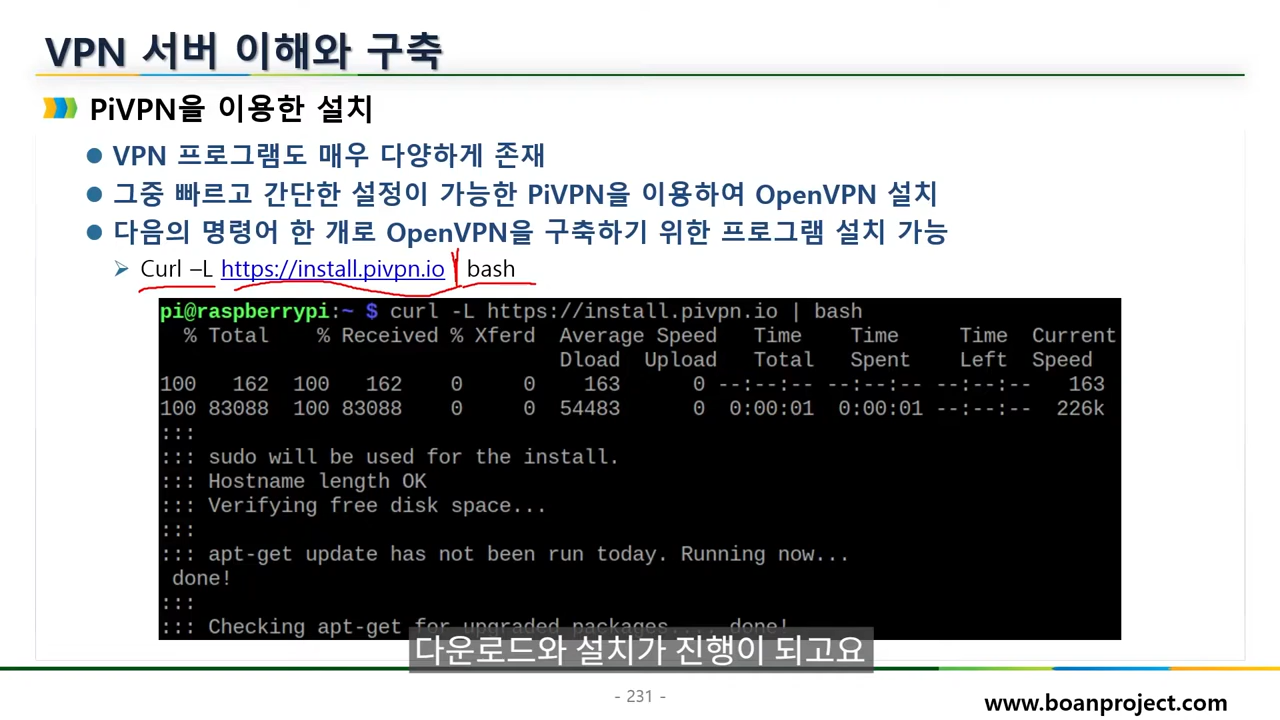 VPN 서버 이해와 구축
PiVPN을 이용한 설치
VPN 프로그램도 매우 다양하게 존재
그중 빠르고 간단한 설정이 가능한 PiVPN을 이용하여 OpenVPN 설치
다음의 명령어 한 개로 OpenVPN을 구축하기 위한 프로그램 설치 가능
Curl –L https://install.pivpn.io | bash
pi@raspberrypi:~ $ curl -L https://install.pivpn.io | bash
% Total % Received % Xferd Average Speed Time Time Time Current
Dload Upload Total Spent Left Speed
100 162 100 162 0 0 163 0 --:--:-- --:--:-- --:--:-- 163
100 83088 100 83088 0 0 54483 0 0:00:01 0:00:01 --:--:-- 226k
:::
::: sudo will be used for the install.
::: Hostname length OK
::: Verifying free disk space...
:::
::: apt-get update has not been run today. Running now...
done!
:::
::: Checking apt-get for upgraded packages.... done!
다운로드와 설치가 진행이 되고요
- 231 -
www.boanproject.com